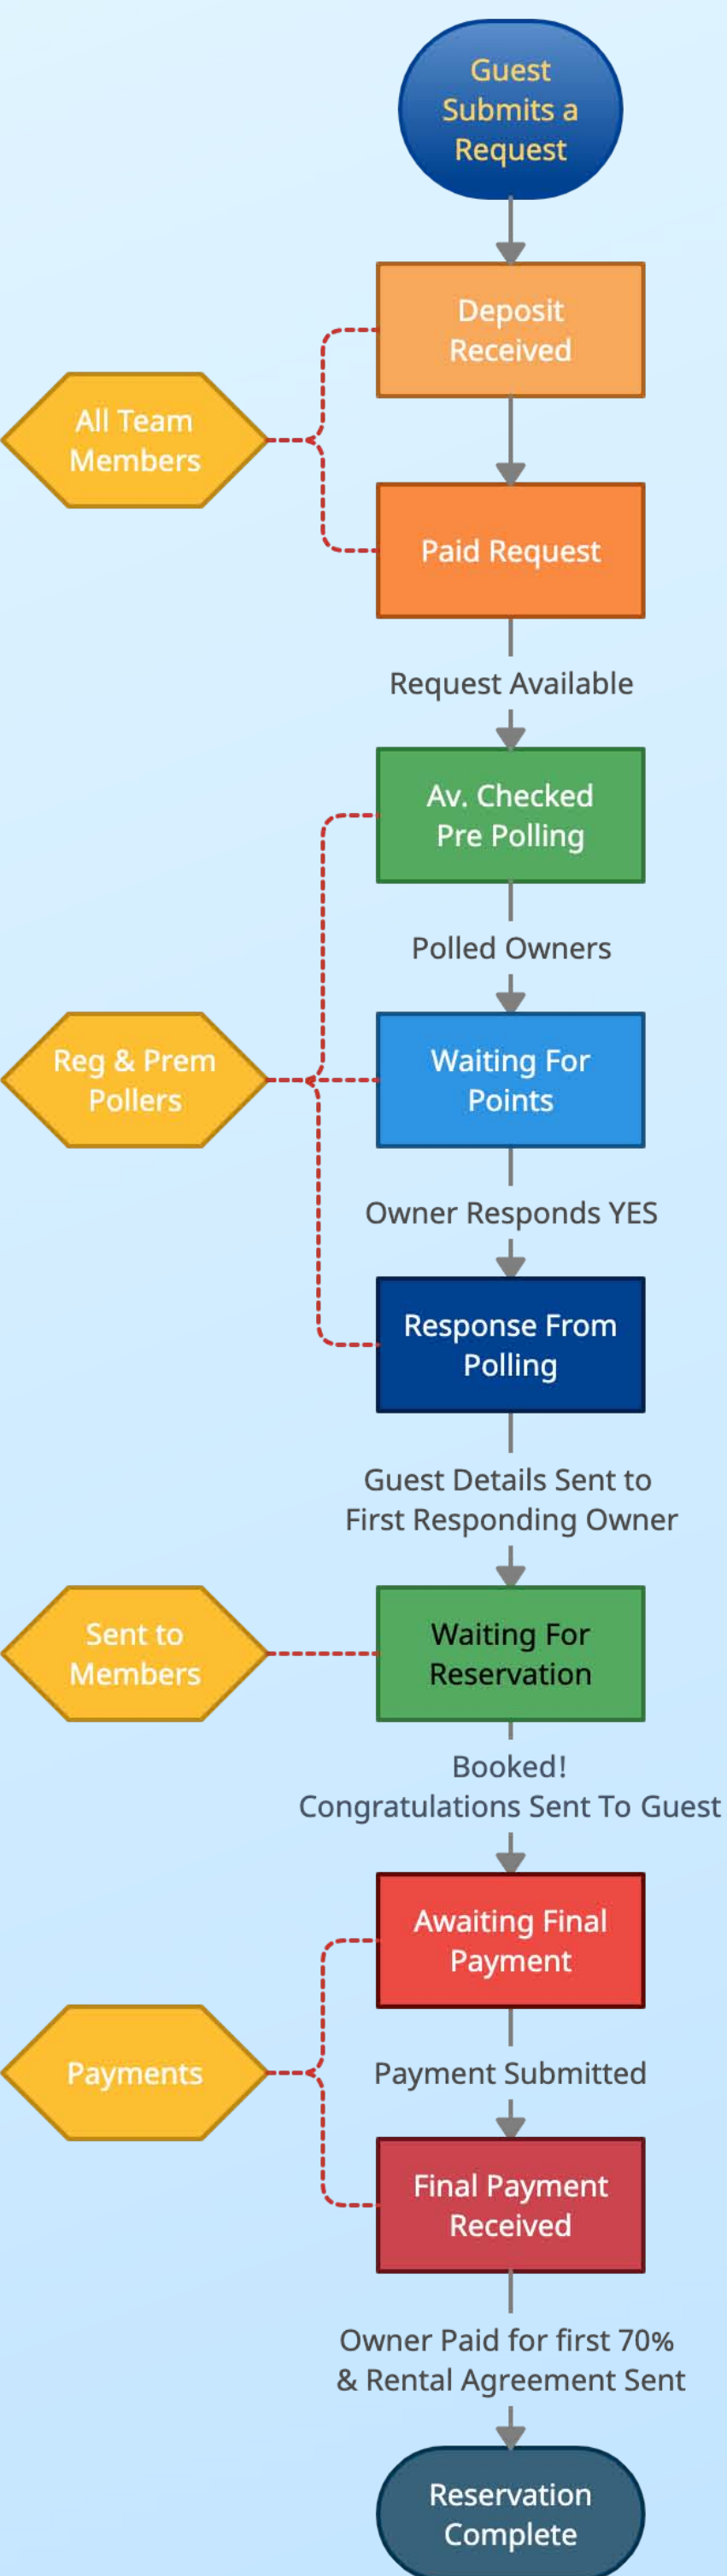 Guest
Submits a
Request
Deposit
Received
All Team
Members
Paid Request
Request Available
Av. Checked
Pre Polling
Polled Owners
Reg & Prem
Pollers
Waiting For
Points
Owner Responds YES
Response From
Polling
Guest Details Sent to
First Responding Owner
Sent to
Members
Waiting For
Reservation
Booked!
Congratulations Sent To Guest
Awaiting Final
Payment
Payments
Payment Submitted
Final Payment
Received
Owner Paid for first 70%
& Rental Agreement Sent
Reservation
Complete